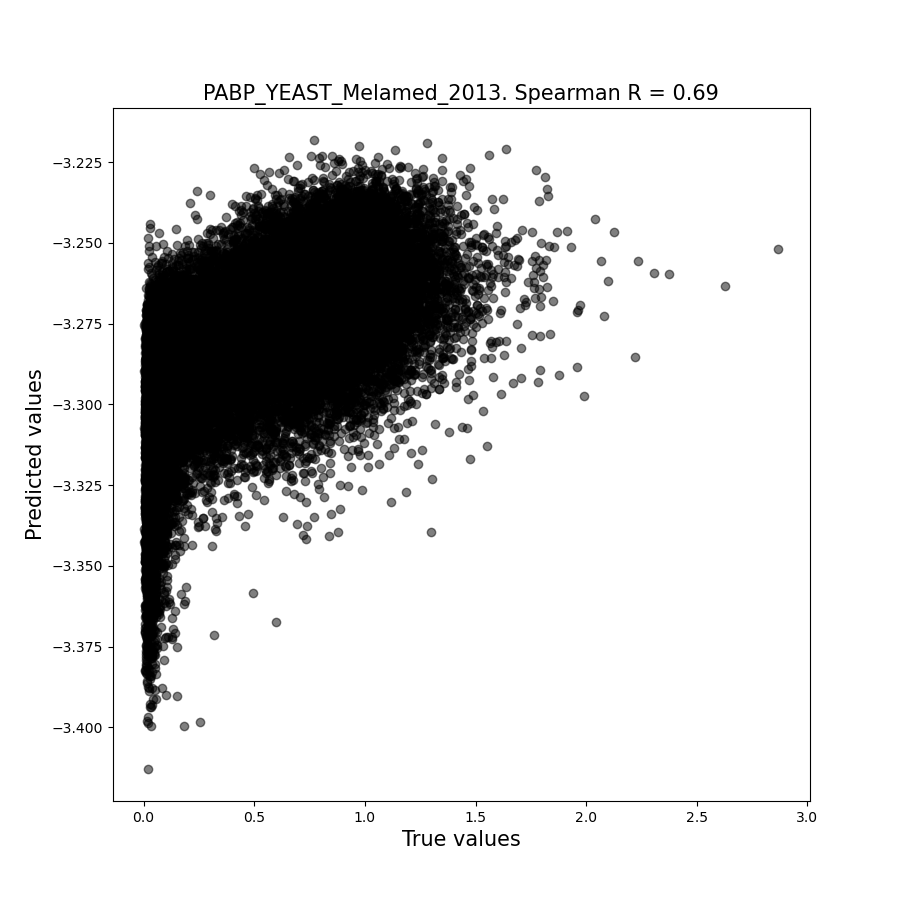 PABP_YEAST_Melamed_2013. Spearman R = 0.69
Predicted values
−3.225
−3.250
−3.275
−3.300
−3.325
−3.350
−3.375
−3.400
0.0 0.5 1.0 1.5 2.0 2.5 3.0
True values